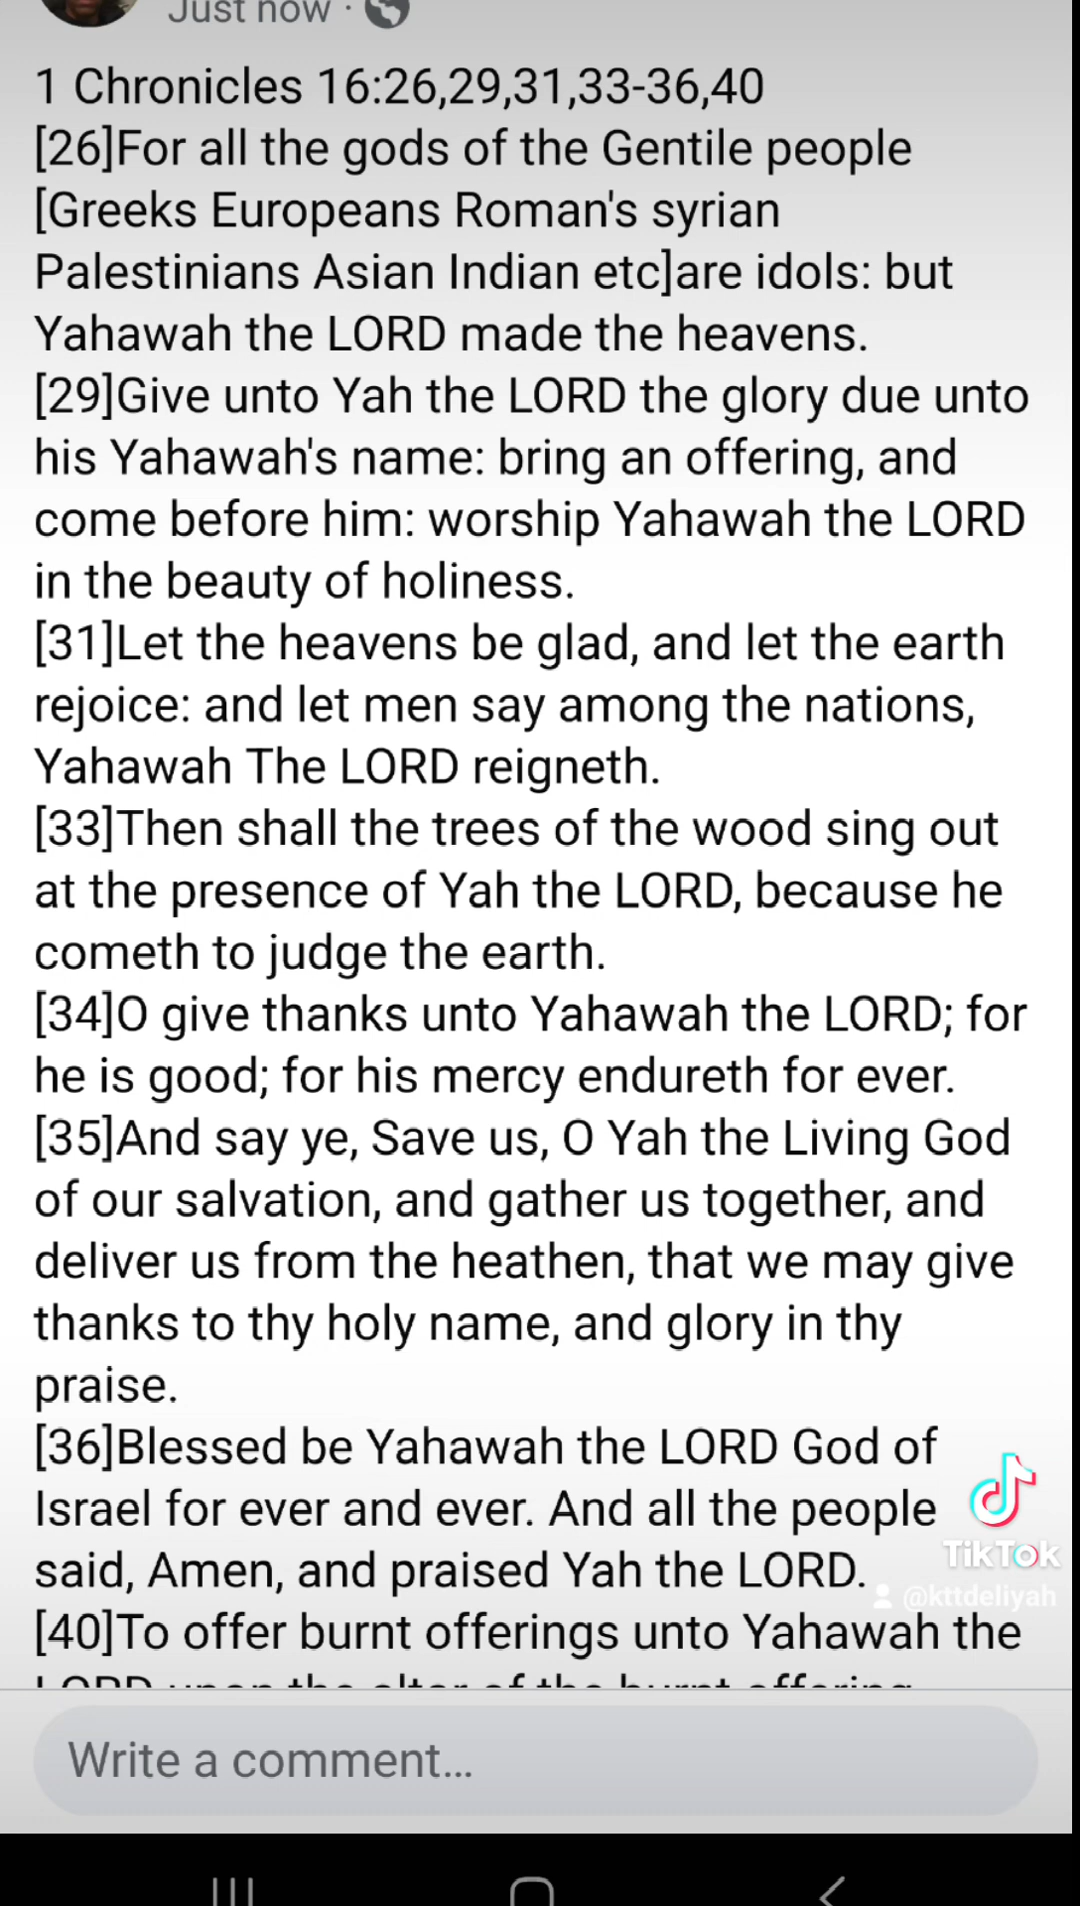 Just now ·
1 Chronicles 16:26,29,31,33-36,40
[26]For all the gods of the Gentile people
[Greeks Europeans Roman's syrian
Palestinians Asian Indian etc]are idols: but
Yahawah the LORD made the heavens.
[29]Give unto Yah the LORD the glory due unto
his Yahawah's name: bring an offering, and
come before him: worship Yahawah the LORD
in the beauty of holiness.
[31]Let the heavens be glad, and let the earth
rejoice: and let men say among the nations,
Yahawah The LORD reigneth.
[33]Then shall the trees of the wood sing out
at the presence of Yah the LORD, because he
cometh to judge the earth.
[34]O give thanks unto Yahawah the LORD; for
he is good; for his mercy endureth for ever.
[35]And say ye, Save us, O Yah the Living God
of our salvation, and gather us together, and
deliver us from the heathen, that we may give
thanks to thy holy name, and glory in thy
praise.
[36]Blessed be Yahawah the LORD God of
Israel for ever and ever. And all the people
said, Amen, and praised Yah the LORD.
[40]To offer burnt offerings unto Yahawah the
LORD upon the altar of the burnt offering
TikTok
@kttdeliyah
Write a comment...